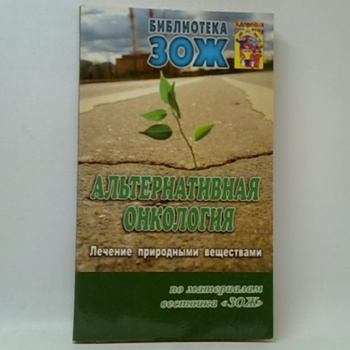 БИБЛИОТЕКА
ЗОЖ
АЛЬТЕРНАТИВНАЯ
ОНКОЛОГИЯ
Лечение природными веществами
по материалам
вестника «ЗОЖ»